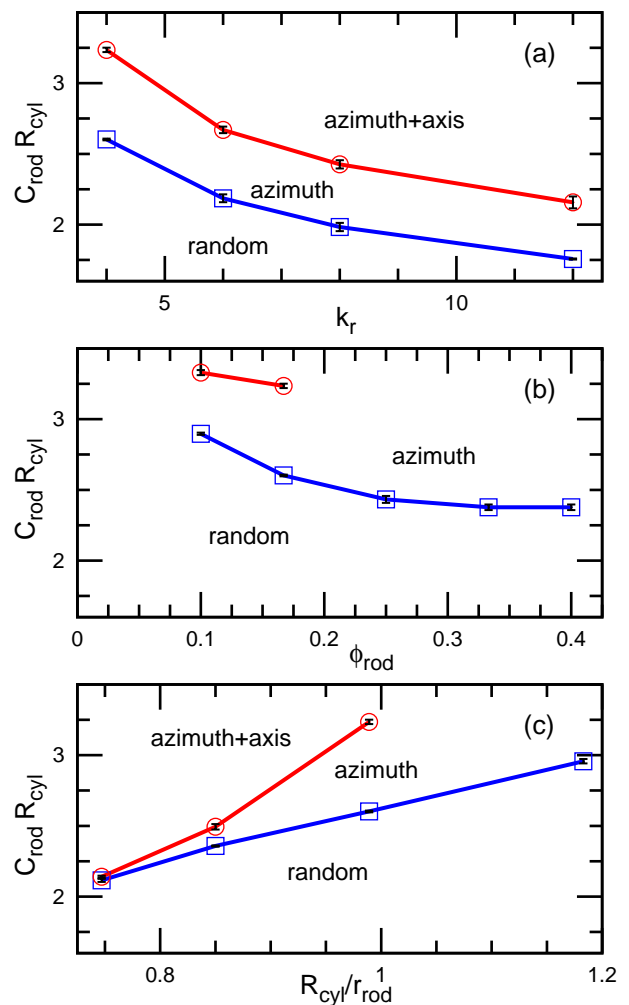 (a)
3
azimuth+axis
azimuth
2
random
C_rod R_cyl
5 10
k_r
(b)
3
azimuth
random
2
C_rod R_cyl
0 0.1 0.2 0.3 0.4
ϕ_rod
(c)
azimuth+axis
3
azimuth
random
2
C_rod R_cyl
0.8 1 1.2
R_cyl/r_rod